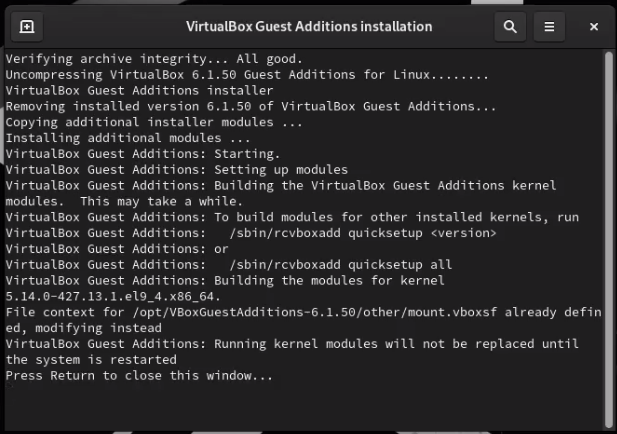 VirtualBox Guest Additions installation
Verifying archive integrity... All good.
Uncompressing VirtualBox 6.1.50 Guest Additions for Linux........
VirtualBox Guest Additions installer
Removing installed version 6.1.50 of VirtualBox Guest Additions...
Copying additional installer modules ...
Installing additional modules ...
VirtualBox Guest Additions: Starting.
VirtualBox Guest Additions: Setting up modules
VirtualBox Guest Additions: Building the VirtualBox Guest Additions kernel
modules.  This may take a while.
VirtualBox Guest Additions: To build modules for other installed kernels, run
VirtualBox Guest Additions:   /sbin/rcvboxadd quicksetup <version>
VirtualBox Guest Additions: or
VirtualBox Guest Additions:   /sbin/rcvboxadd quicksetup all
VirtualBox Guest Additions: Building the modules for kernel
5.14.0-427.13.1.el9_4.x86_64.
File context for /opt/VBoxGuestAdditions-6.1.50/other/mount.vboxsf already defin
ed, modifying instead
VirtualBox Guest Additions: Running kernel modules will not be replaced until
the system is restarted
Press Return to close this window...